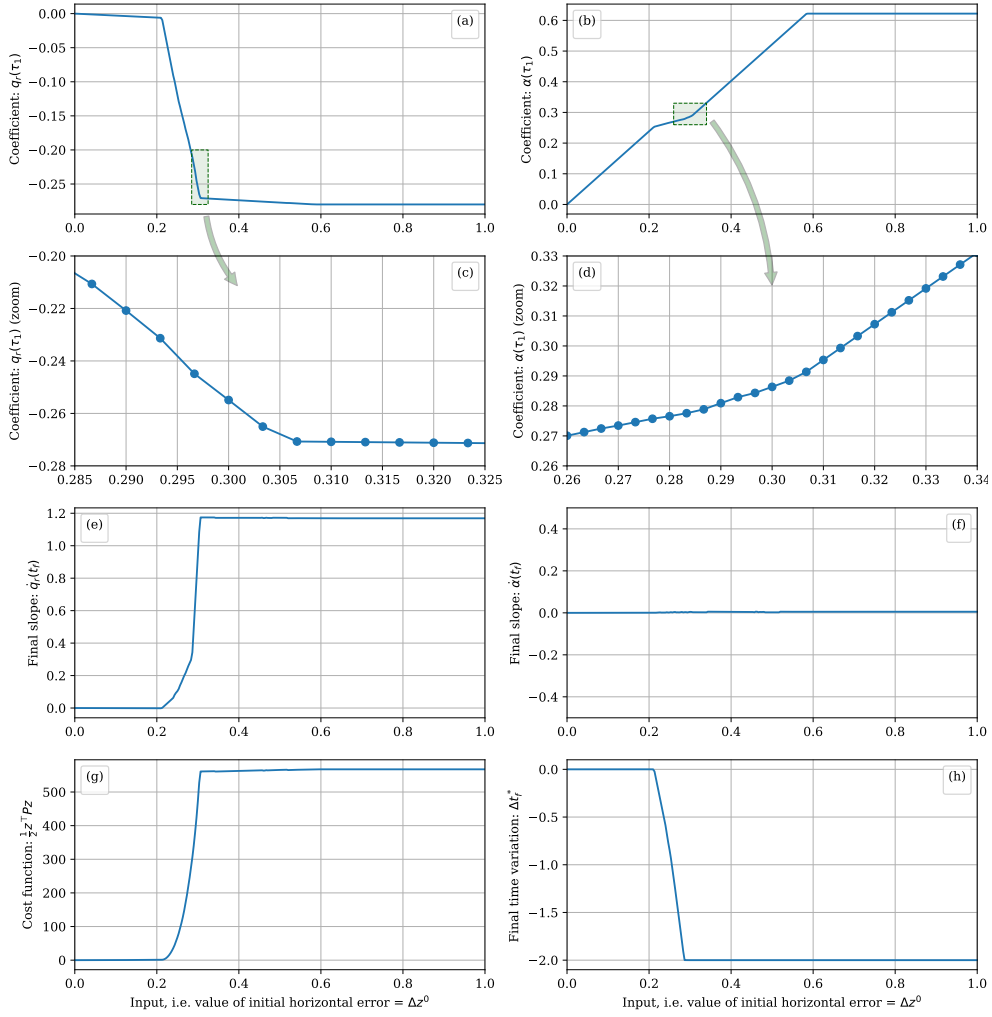 (a)
Coefficient: q_r(τ_1)
0.00
−0.05
−0.10
−0.15
−0.20
−0.25
0.0 0.2 0.4 0.6 0.8 1.0
(b)
Coefficient: α(τ_1)
0.6
0.5
0.4
0.3
0.2
0.1
0.0
0.0 0.2 0.4 0.6 0.8 1.0
(c)
Coefficient: q_r(τ_1) (zoom)
−0.20
−0.22
−0.24
−0.26
−0.28
0.285 0.290 0.295 0.300 0.305 0.310 0.315 0.320 0.325
(d)
Coefficient: α(τ_1) (zoom)
0.33
0.32
0.31
0.30
0.29
0.28
0.27
0.26
0.26 0.27 0.28 0.29 0.30 0.31 0.32 0.33 0.34
(e)
Final slope: q̇_r(t_f)
1.2
1.0
0.8
0.6
0.4
0.2
0.0
0.0 0.2 0.4 0.6 0.8 1.0
(f)
Final slope: α̇(t_f)
0.4
0.2
0.0
−0.2
−0.4
0.0 0.2 0.4 0.6 0.8 1.0
(g)
Cost function: ½z^⊤Pz
500
400
300
200
100
0
0.0 0.2 0.4 0.6 0.8 1.0
Input, i.e. value of initial horizontal error = Δz^0
(h)
Final time variation: Δt_f^*
0.0
−0.5
−1.0
−1.5
−2.0
0.0 0.2 0.4 0.6 0.8 1.0
Input, i.e. value of initial horizontal error = Δz^0